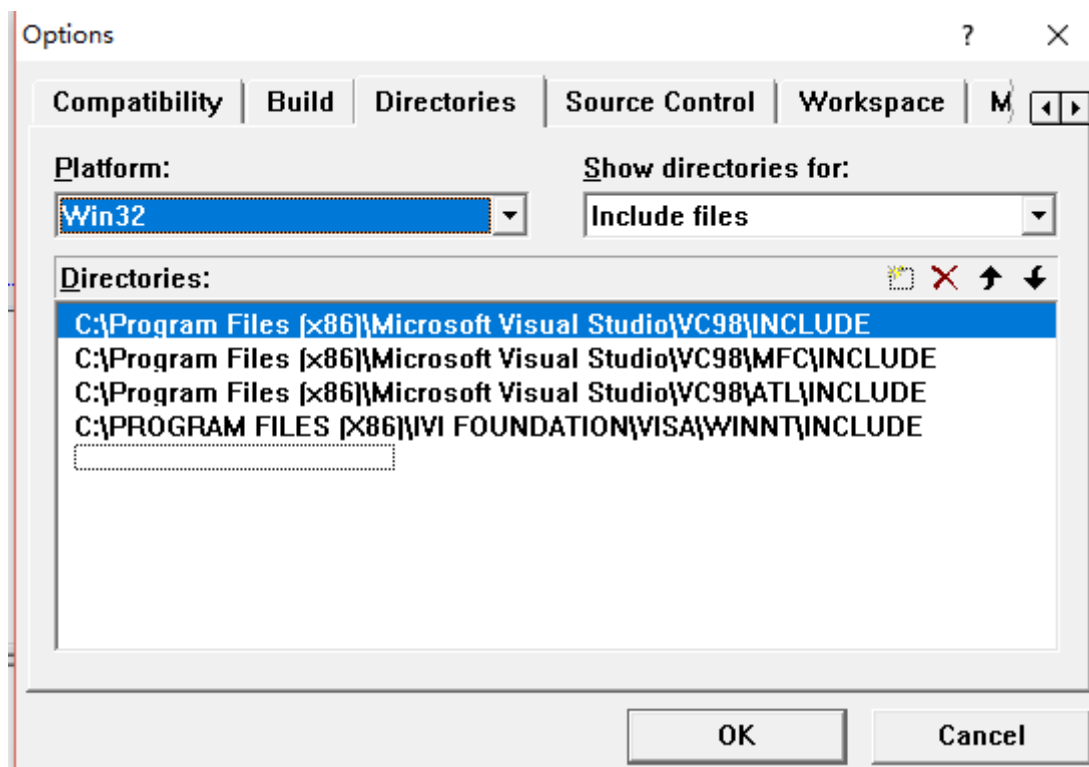 Options
Compatibility Build Directories Source Control Workspace M
Platform: Show directories for:
Win32 Include files
Directories:
C:\Program Files (x86)\Microsoft Visual Studio\VC98\INCLUDE
C:\Program Files (x86)\Microsoft Visual Studio\VC98\MFC\INCLUDE
C:\Program Files (x86)\Microsoft Visual Studio\VC98\ATL\INCLUDE
C:\PROGRAM FILES (X86)\IVI FOUNDATION\VISA\WINNT\INCLUDE
OK Cancel